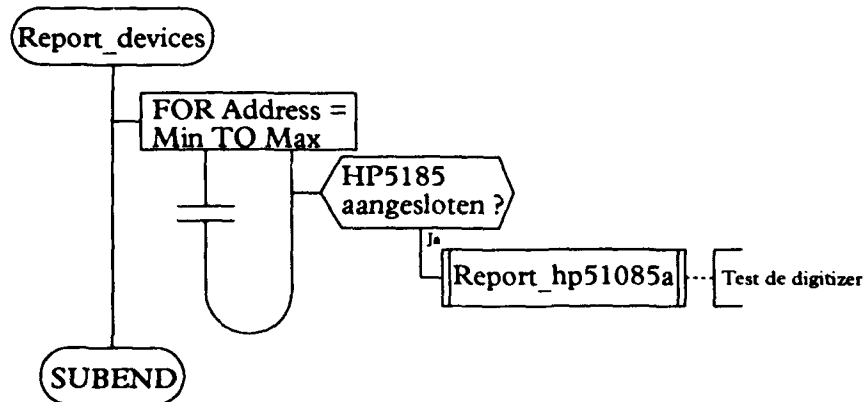 Report_devices
FOR Address =
Min TO Max
HP5185
aangesloten ?
Ja
Report_hp51085a
Test de digitizer
SUBEND